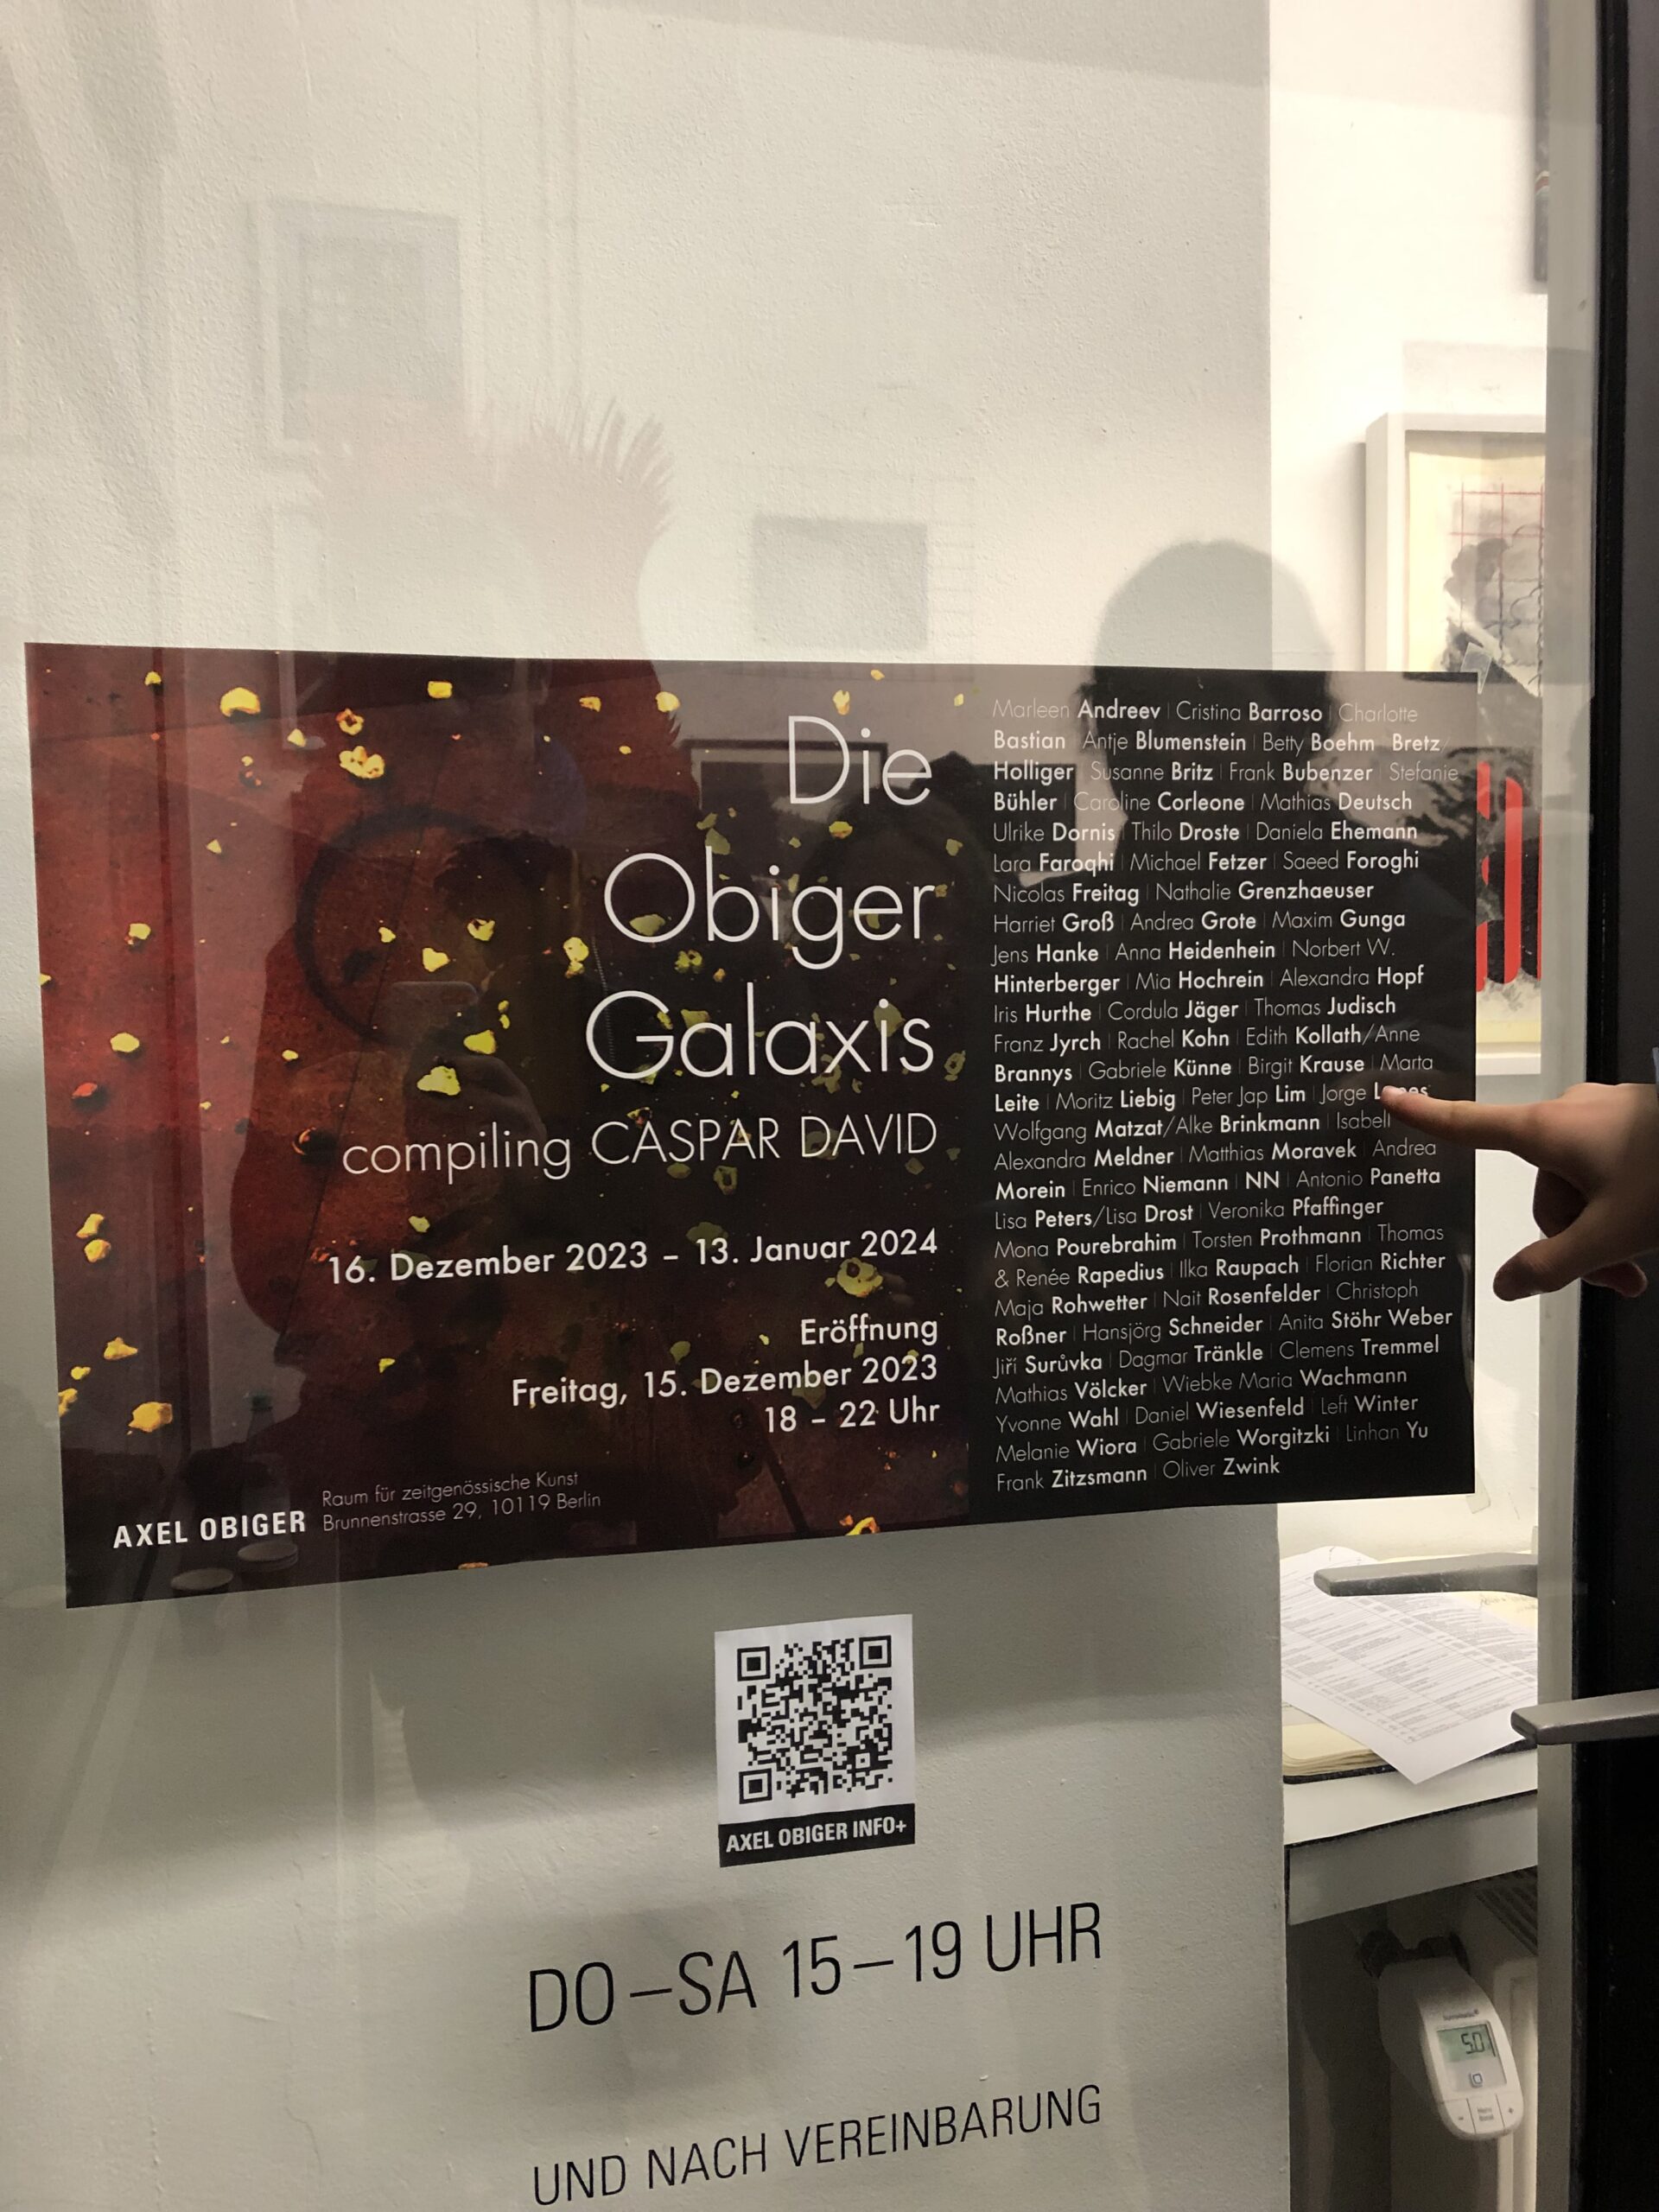 Die
Obiger
Galaxis
compiling CASPAR DAVID
16. Dezember 2023 – 13. Januar 2024
Eröffnung
Freitag, 15. Dezember 2023
18 – 22 Uhr
AXEL OBIGER
Raum für zeitgenössische Kunst
Brunnenstrasse 29, 10119 Berlin
Marleen Andreev | Cristina Barroso | Charlotte
Bastian | Antje Blumenstein | Betty Boehm | Bretz/
Holliger | Susanne Britz | Frank Bubenzer | Stefanie
Bühler | Caroline Corleone | Mathias Deutsch
Ulrike Dornis | Thilo Droste | Daniela Ehemann
Lara Faroqhi | Michael Fetzer | Saeed Foroghi
Nicolas Freitag | Nathalie Grenzhaeuser
Harriet Groß | Andrea Grote | Maxim Gunga
Jens Hanke | Anna Heidenhein | Norbert W.
Hinterberger | Mia Hochrein | Alexandra Hopf
Iris Hurthe | Cordula Jäger | Thomas Judisch
Franz Jyrch | Rachel Kohn | Edith Kollath/Anne
Brannys | Gabriele Künne | Birgit Krause | Marta
Leite | Moritz Liebig | Peter Jap Lim | Jorge
Wolfgang Matzat/Alke Brinkmann | Isabell
Alexandra Meldner | Matthias Moravek | Andrea
Morein | Enrico Niemann | NN | Antonio Panetta
Lisa Peters/Lisa Drost | Veronika Pfaffinger
Mona Pourebrahim | Torsten Prothmann | Thomas
& Renée Rapedius | Ilka Raupach | Florian Richter
Maja Rohwetter | Nait Rosenfelder | Christoph
Roßner | Hansjörg Schneider | Anita Stöhr Weber
Jiří Surůvka | Dagmar Tränkle | Clemens Tremmel
Mathias Völcker | Wiebke Maria Wachmann
Yvonne Wahl | Daniel Wiesenfeld | Left Winter
Melanie Wiora | Gabriele Worgitzki | Linhan Yu
Frank Zitzsmann | Oliver Zwink
AXEL OBIGER INFO+
DO–SA 15–19 UHR
UND NACH VEREINBARUNG
5.0